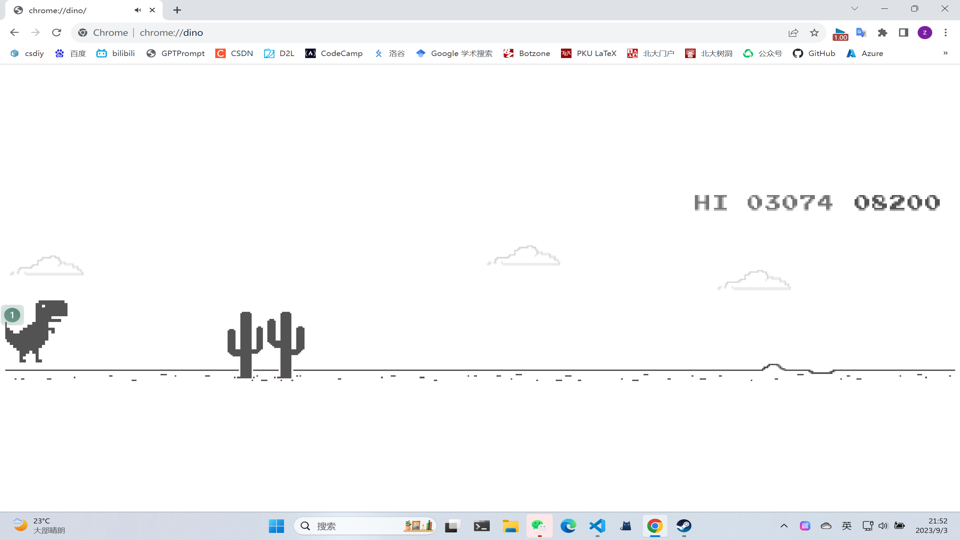 chrome://dino/
Chrome | chrome://dino
1.00
z
csdiy 百度 bilibili GPTPrompt CSDN D2L CodeCamp 洛谷 Google 学术搜索 Botzone PKU LaTeX 北大门户 北大树洞 公众号 GitHub Azure »
HI 03074 08200
1
23°C
大部晴朗
搜索
英
21:52
2023/9/3